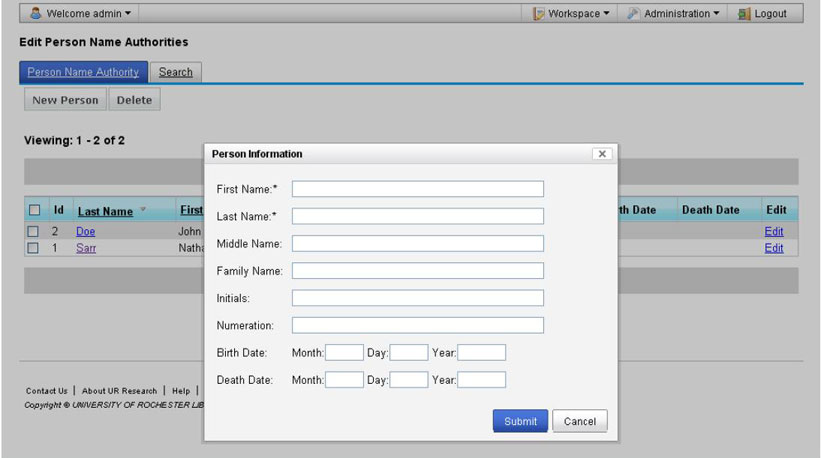 Welcome admin Workspace Administration Logout
Edit Person Name Authorities
Person Name Authority Search
New Person Delete
Viewing: 1 - 2 of 2
Person Information
First Name:*
Last Name:*
Middle Name:
Family Name:
Initials:
Numeration:
Birth Date: Month: Day: Year:
Death Date: Month: Day: Year:
Submit Cancel
Id Last Name First Date Death Date Edit
2 Doe John Edit
1 Sarr Edit
Contact Us | About UR Research | Help |
Copyright © UNIVERSITY OF ROCHESTER